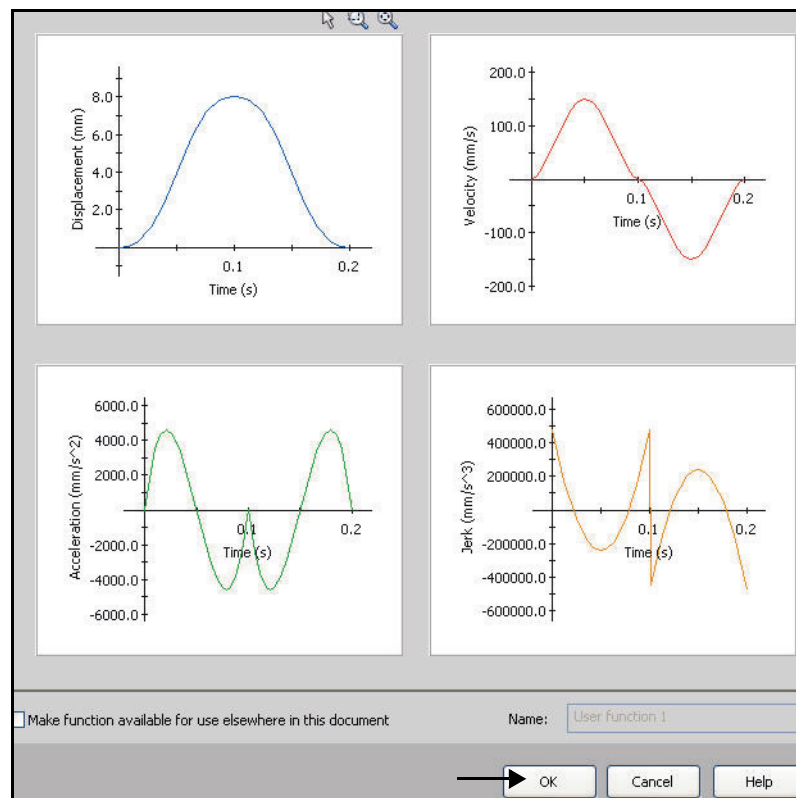 Displacement (mm)
8.0
6.0
4.0
2.0
0.1
0.2
Time (s)
Velocity (mm/s)
200.0
100.0
-100.0
-200.0
0.1
0.2
Time (s)
Acceleration (mm/s^2)
6000.0
4000.0
2000.0
-2000.0
-4000.0
-6000.0
0.1
0.2
Time (s)
Jerk (mm/s^3)
600000.0
400000.0
200000.0
-200000.0
-400000.0
-600000.0
0.1
0.2
Time (s)
Make function available for use elsewhere in this document
Name:
User function 1
OK
Cancel
Help